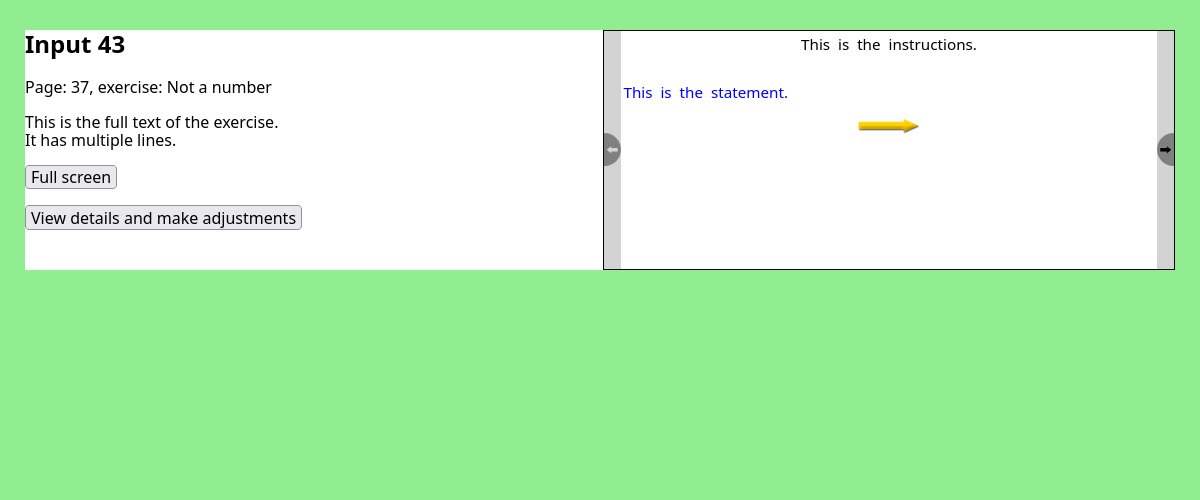 Input 43
Page: 37, exercise: Not a number
This is the full text of the exercise.
It has multiple lines.
Full screen
View details and make adjustments
This is the instructions.
This is the statement.